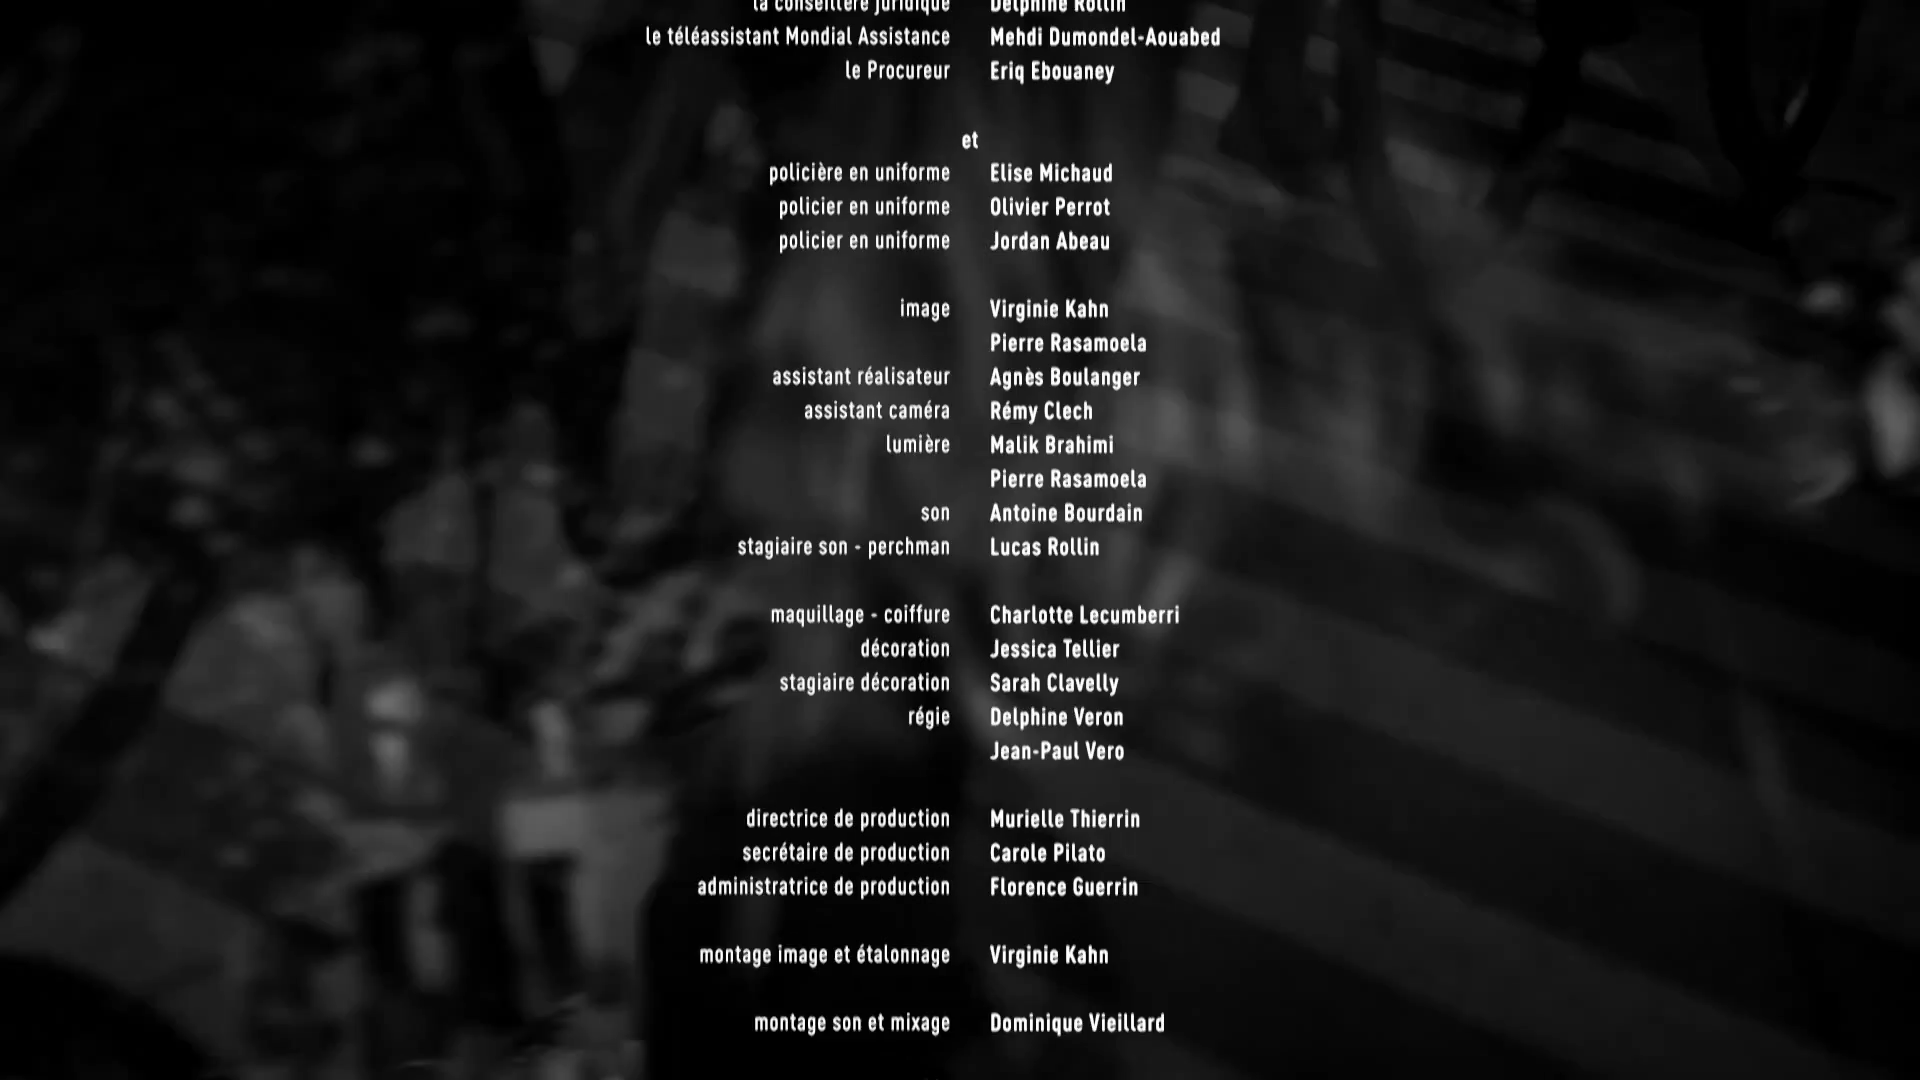 la conseillère juridique Delphine Rollin
le téléassistant Mondial Assistance Mehdi Dumondel-Aouabed
le Procureur Eriq Ebouaney
et
policière en uniforme Elise Michaud
policier en uniforme Olivier Perrot
policier en uniforme Jordan Abeau
image Virginie Kahn
Pierre Rasamoela
assistant réalisateur Agnès Boulanger
assistant caméra Rémy Clech
lumière Malik Brahimi
Pierre Rasamoela
son Antoine Bourdain
stagiaire son - perchman Lucas Rollin
maquillage - coiffure Charlotte Lecumberri
décoration Jessica Tellier
stagiaire décoration Sarah Clavelly
régie Delphine Veron
Jean-Paul Vero
directrice de production Murielle Thierrin
secrétaire de production Carole Pilato
administratrice de production Florence Guerrin
montage image et étalonnage Virginie Kahn
montage son et mixage Dominique Vieillard